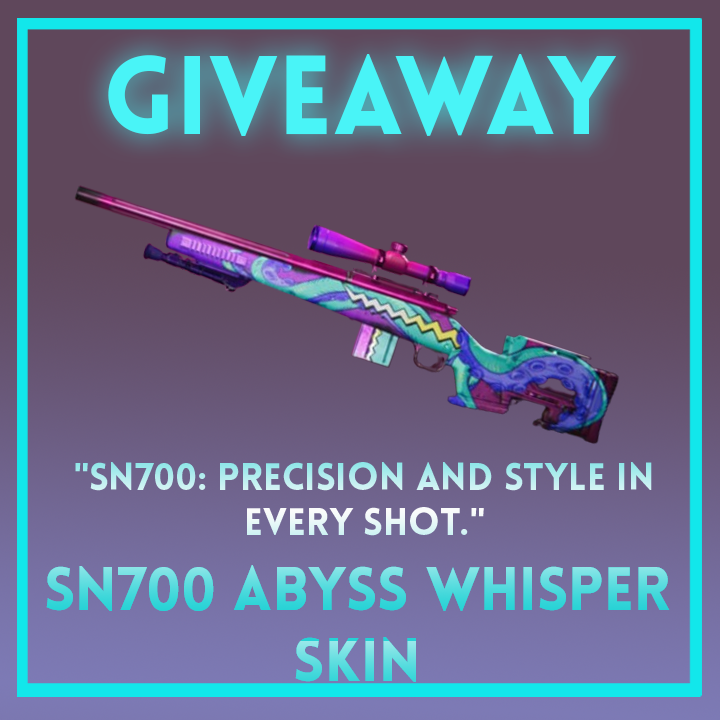 GIVEAWAY
"SN700: PRECISION AND STYLE IN
EVERY SHOT."
SN700 ABYSS WHISPER
SKIN